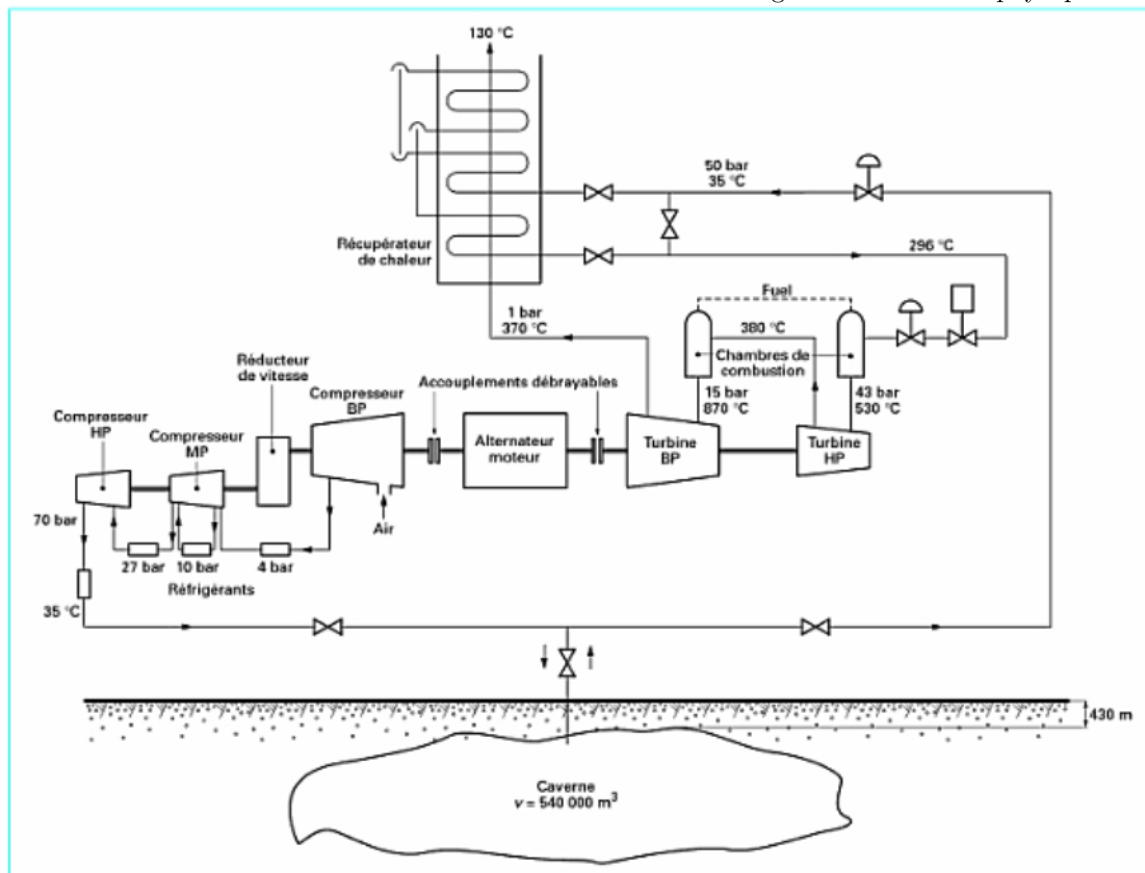 130 °C
50 bar
35 °C
Récupérateur
de chaleur
296 °C
Fuel
1 bar
370 °C
380 °C
Chambres de
combustion
Réducteur
de vitesse
Compresseur
BP
Accouplements débrayables
15 bar
870 °C
43 bar
530 °C
Compresseur
HP
Compresseur
MP
Alternateur
moteur
Turbine
BP
Turbine
HP
70 bar
Air
27 bar
10 bar
4 bar
Réfrigérants
35 °C
430 m
Caverne
v = 540 000 m³